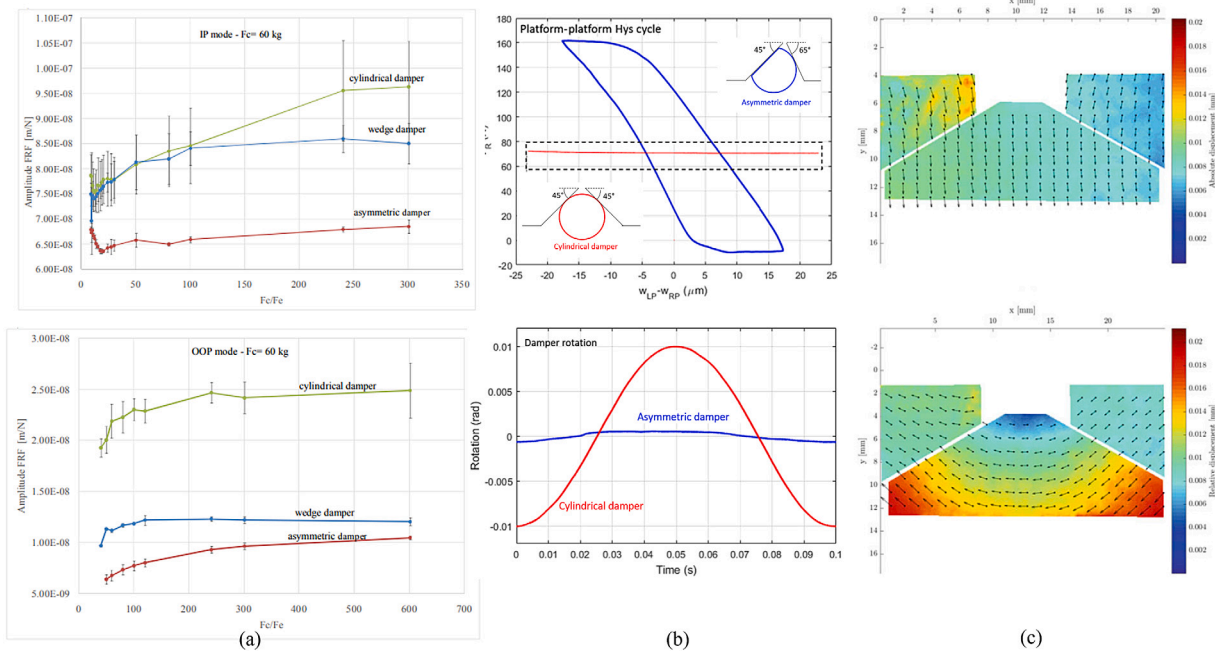 IP mode - Fc= 60 kg
1.10E-07
1.05E-07
1.00E-07
9.50E-08
9.00E-08
8.50E-08
8.00E-08
7.50E-08
7.00E-08
6.50E-08
6.00E-08
Amplitude FRF [m/N]
cylindrical damper
wedge damper
asymmetric damper
0 50 100 150 200 250 300 350
Fc/Fe
OOP mode - Fc= 60 kg
3.00E-08
2.50E-08
2.00E-08
1.50E-08
1.00E-08
5.00E-09
Amplitude FRF [m/N]
cylindrical damper
wedge damper
asymmetric damper
0 100 200 300 400 500 600 700
Fc/Fe
(a)
Platform-platform Hys cycle
180
160
140
120
100
80
60
40
20
0
-20
45° 65°
Asymmetric damper
45° 45°
Cylindrical damper
-25 -20 -15 -10 -5 0 5 10 15 20 25
w_LP-w_RP (μm)
Damper rotation
0.01
0.005
0
-0.005
-0.01
Rotation (rad)
Asymmetric damper
Cylindrical damper
0 0.01 0.02 0.03 0.04 0.05 0.06 0.07 0.08 0.09 0.1
Time (s)
(b)
x [mm]
0 2 4 6 8 10 12 14 16 18 20
0
2
4
6
8
10
12
14
16
y [mm]
0.02
0.018
0.016
0.014
0.012
0.010
0.008
0.006
0.004
0.002
Absolute displacement [mm]
x [mm]
5 10 15 20
-2
0
2
4
6
8
10
12
14
16
y [mm]
0.02
0.018
0.016
0.014
0.012
0.010
0.008
0.006
0.004
0.002
Relative displacement [mm]
(c)